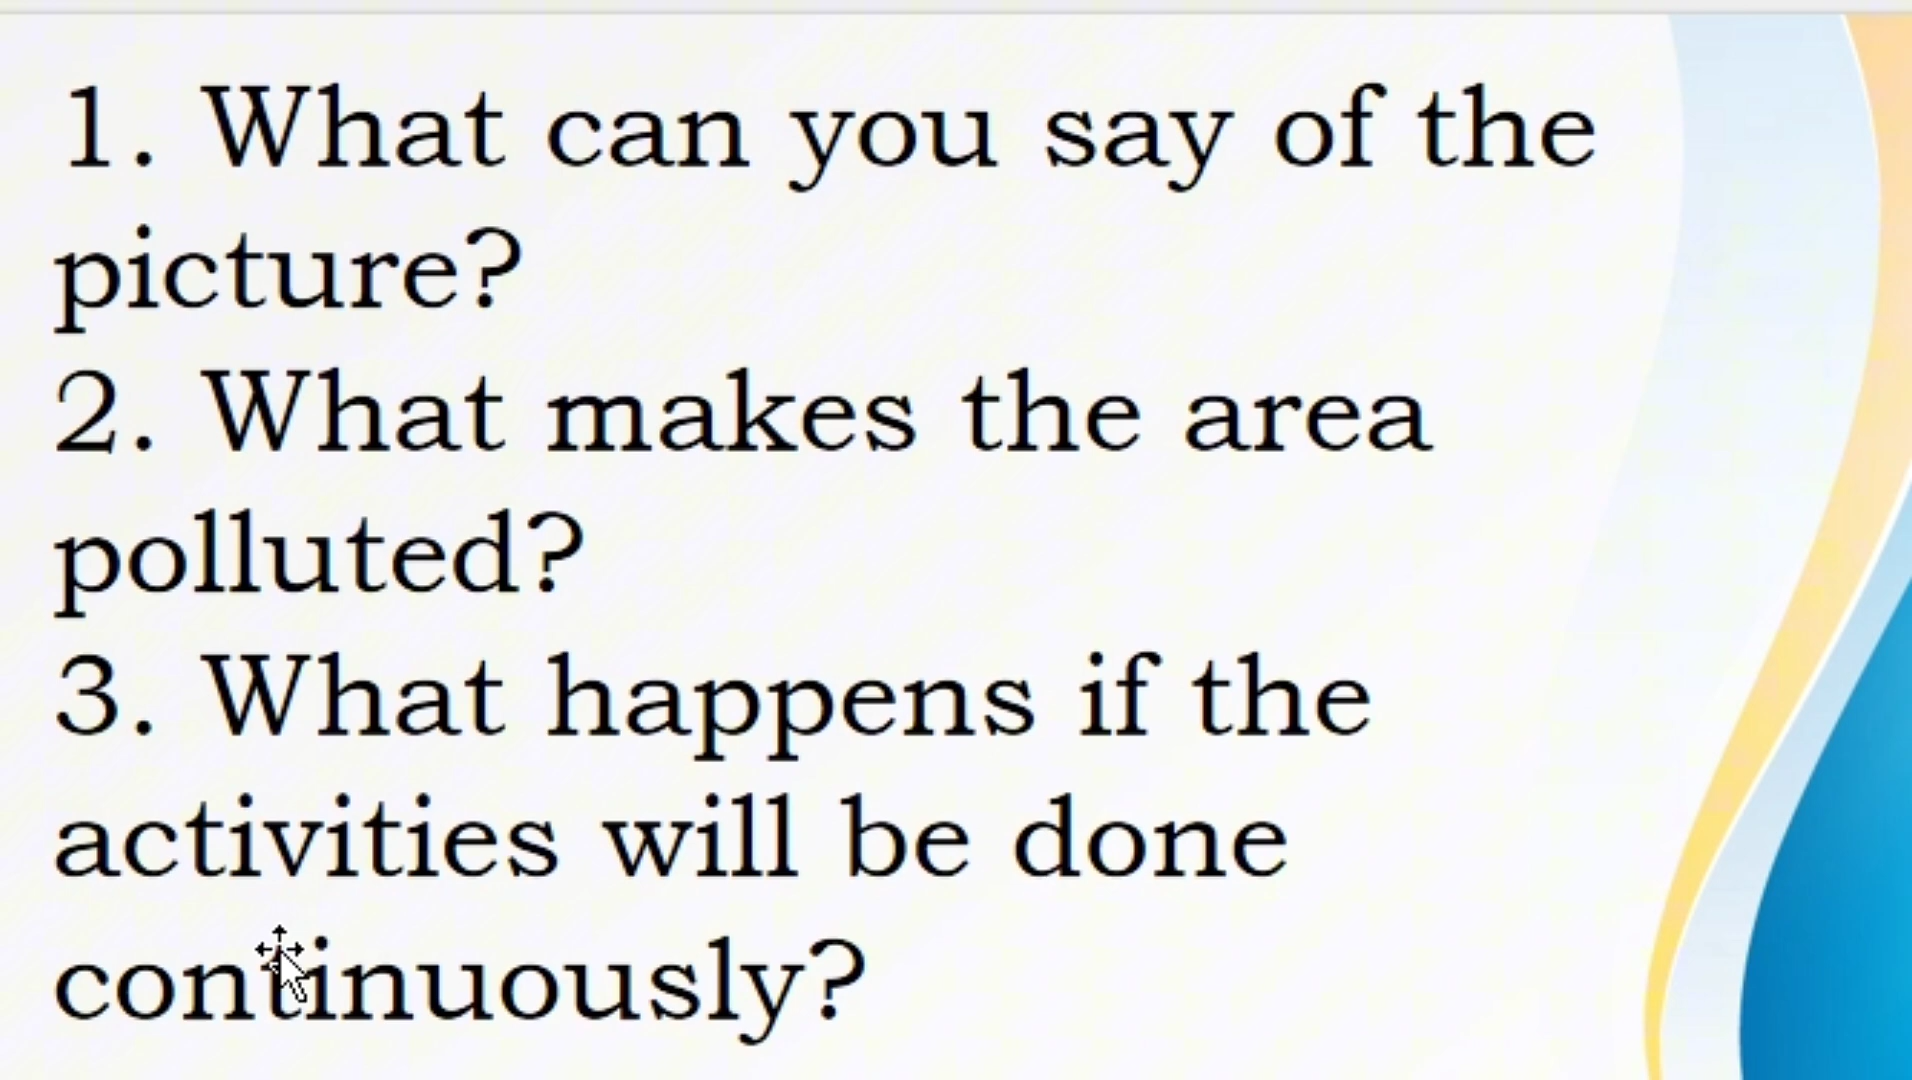 1. What can you say of the
picture?
2. What makes the area
polluted?
3. What happens if the
activities will be done
continuously?